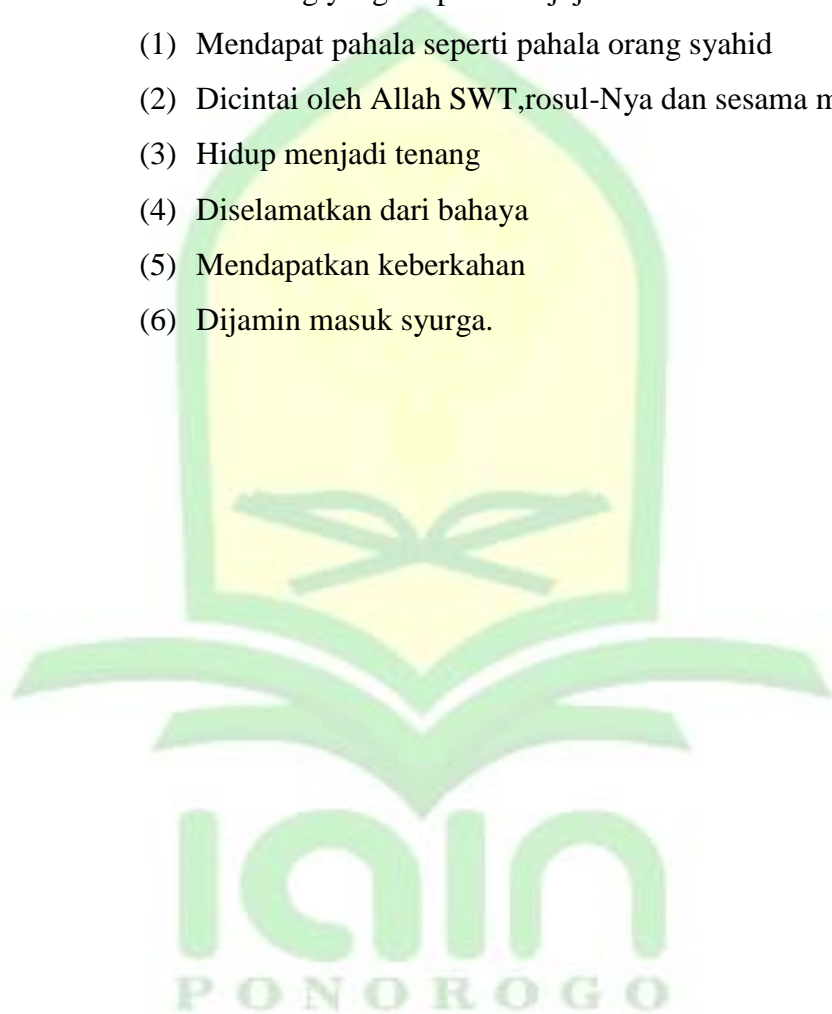 (1) Mendapat pahala seperti pahala orang syahid
(2) Dicintai oleh Allah SWT,rosul-Nya dan sesama
(3) Hidup menjadi tenang
(4) Diselamatkan dari bahaya
(5) Mendapatkan keberkahan
(6) Dijamin masuk syurga.
IAIN
PONOROGO